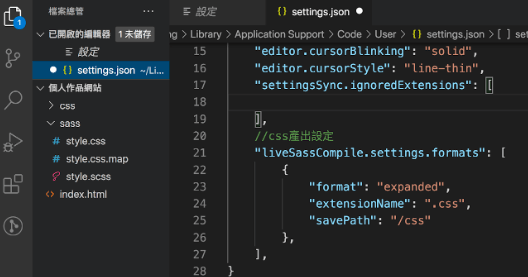 檔案總管
設定
settings.json
已開啟的編輯器
1 未儲存
ng > Library > Application Support > Code > User > settings.json > [ ] set
設定
settings.json ~/Li...
個人作品網站
css
sass
style.css
style.css.map
style.scss
index.html
15 "editor.cursorBlinking": "solid",
16 "editor.cursorStyle": "line-thin",
17 "settingsSync.ignoredExtensions": [
18
19 ],
20 //css產出設定
21 "liveSassCompile.settings.formats": [
22 {
23 "format": "expanded",
24 "extensionName": ".css",
25 "savePath": "/css"
26 },
27 ],
28 }
1